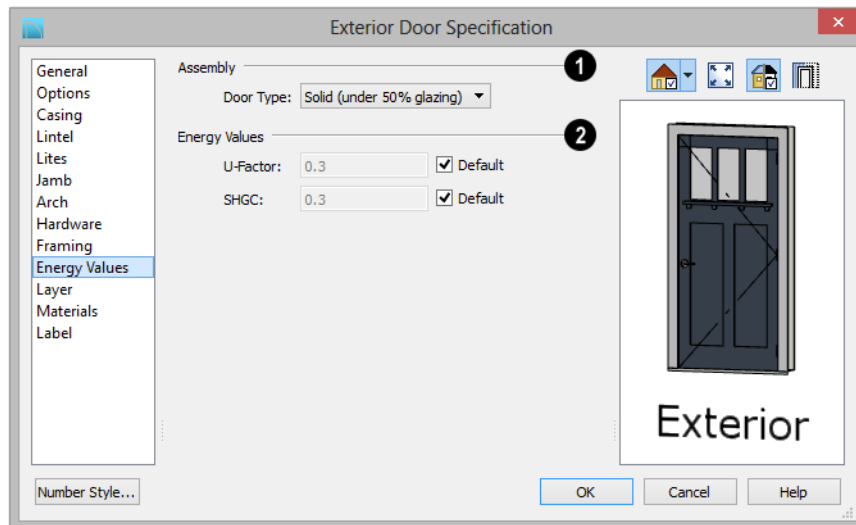 Exterior Door Specification
General
Options
Casing
Lintel
Lites
Jamb
Arch
Hardware
Framing
Energy Values
Layer
Materials
Label
Assembly
1
Door Type: Solid (under 50% glazing)
Energy Values
2
U-Factor: 0.3 Default
SHGC: 0.3 Default
Exterior
Number Style...
OK
Cancel
Help